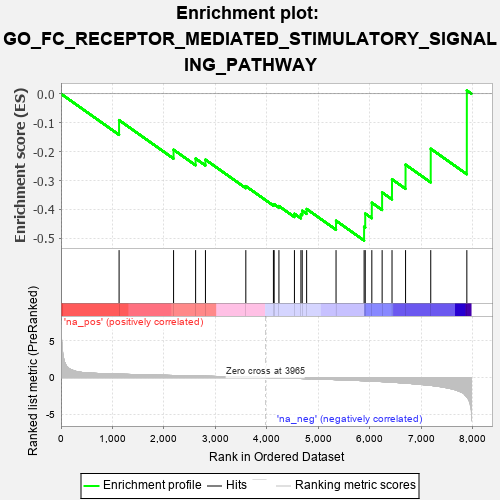 Enrichment plot:
GO_FC_RECEPTOR_MEDIATED_STIMULATORY_SIGNAL
ING_PATHWAY
Enrichment score (ES)
0.0
-0.1
-0.2
-0.3
-0.4
-0.5
'na_pos' (positively correlated)
Ranked list metric (PreRanked)
5
0
-5
Zero cross at 3965
'na_neg' (negatively correlated)
0
1,000
2,000
3,000
4,000
5,000
6,000
7,000
8,000
Rank in Ordered Dataset
Enrichment profile
Hits
Ranking metric scores